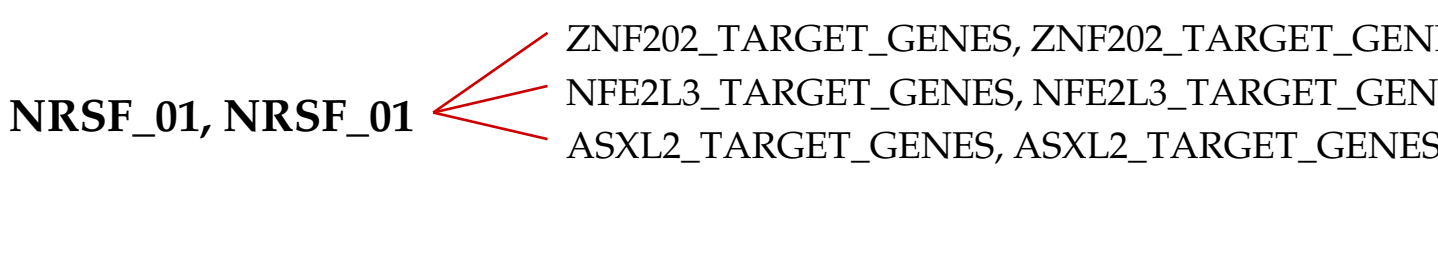 ZNF202_TARGET_GENES, ZNF202_TARGET_GEN
NFE2L3_TARGET_GENES, NFE2L3_TARGET_GEN
NRSF_01, NRSF_01
ASXL2_TARGET_GENES, ASXL2_TARGET_GENES